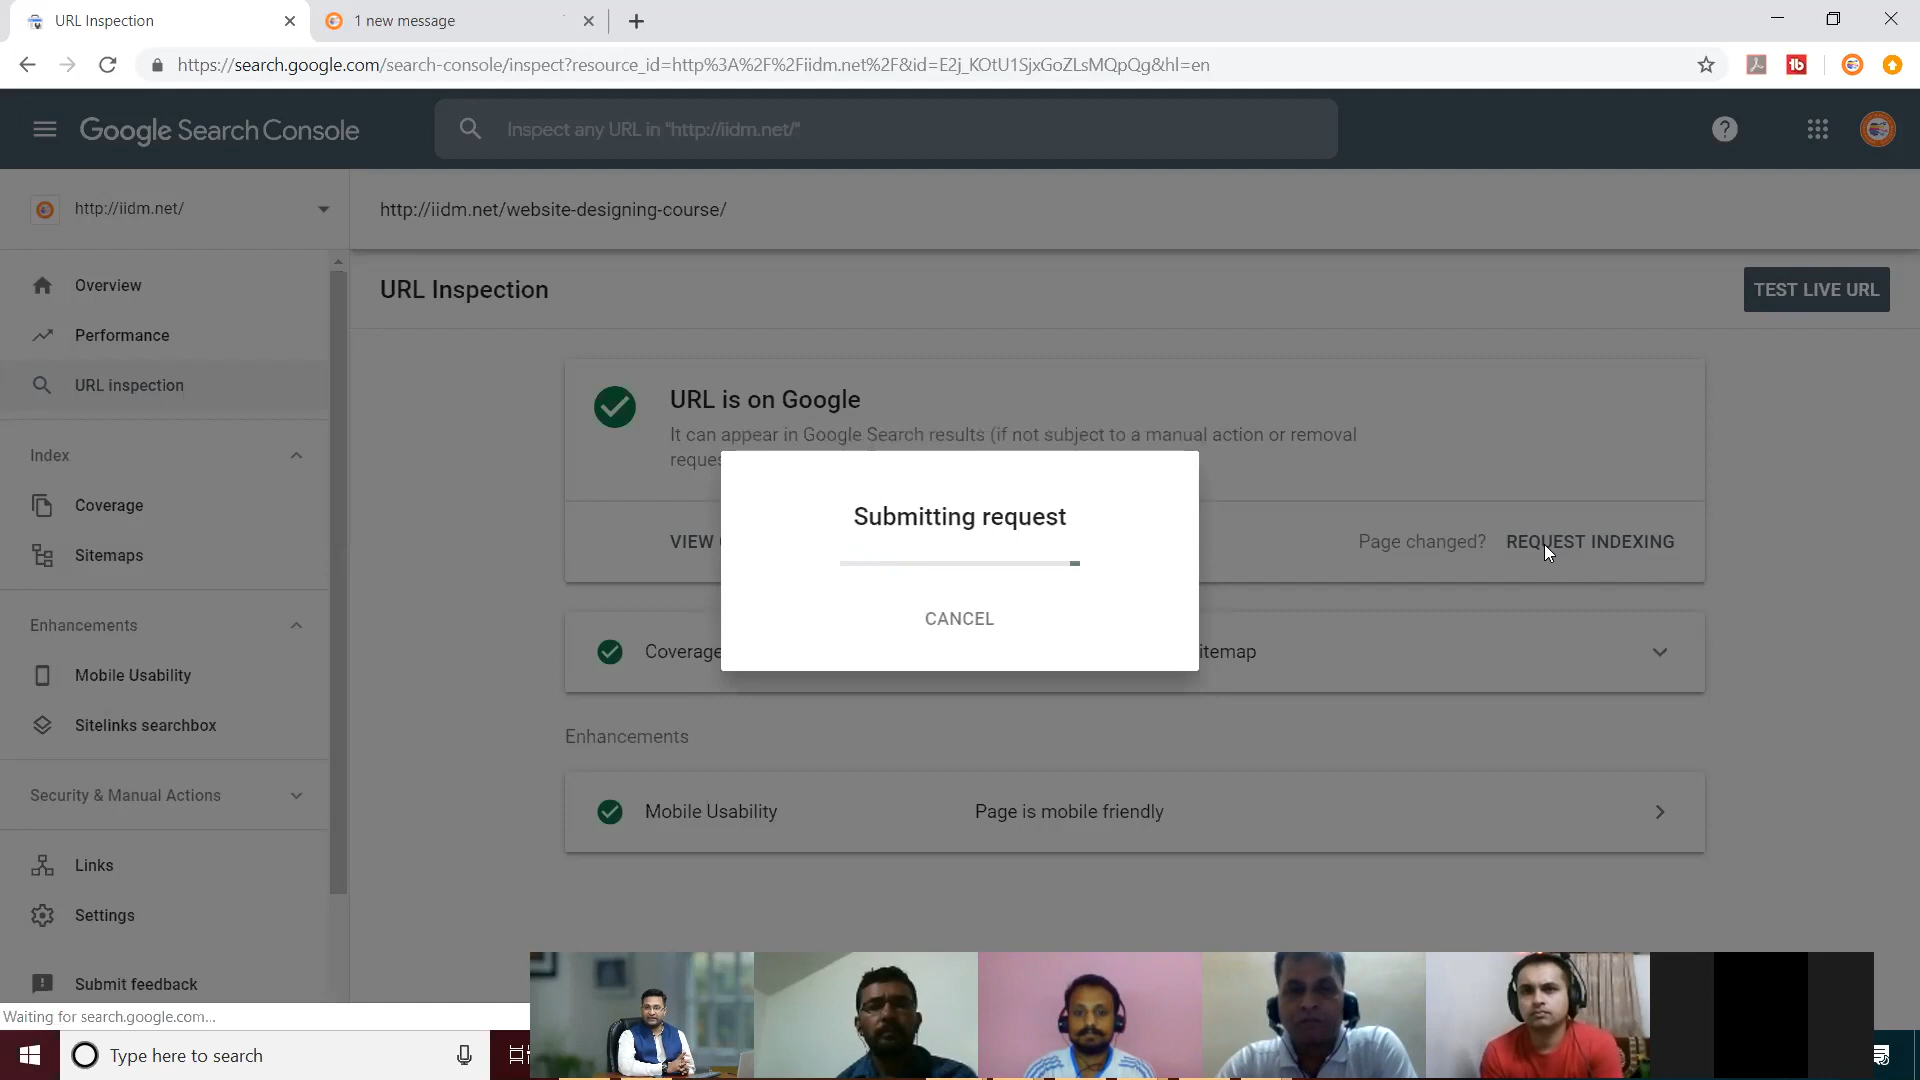 URL Inspection
1 new message
https://search.google.com/search-console/inspect?resource_id=http%3A%2F%2Fiidm.net%2F&id=E2j_KOtU1SjxGoZLsMQpQg&hl=en
Google Search Console
Inspect any URL in "http://iidm.net/"
http://iidm.net/
http://iidm.net/website-designing-course/
Overview
Performance
URL inspection
Index
Coverage
Sitemaps
Enhancements
Mobile Usability
Sitelinks searchbox
Security & Manual Actions
Links
Settings
Submit feedback
URL Inspection
TEST LIVE URL
URL is on Google
It can appear in Google Search results (if not subject to a manual action or removal
reques
VIEW
Page changed? REQUEST INDEXING
Submitting request
CANCEL
Coverage
itemap
Enhancements
Mobile Usability Page is mobile friendly
Waiting for search.google.com...
Type here to search